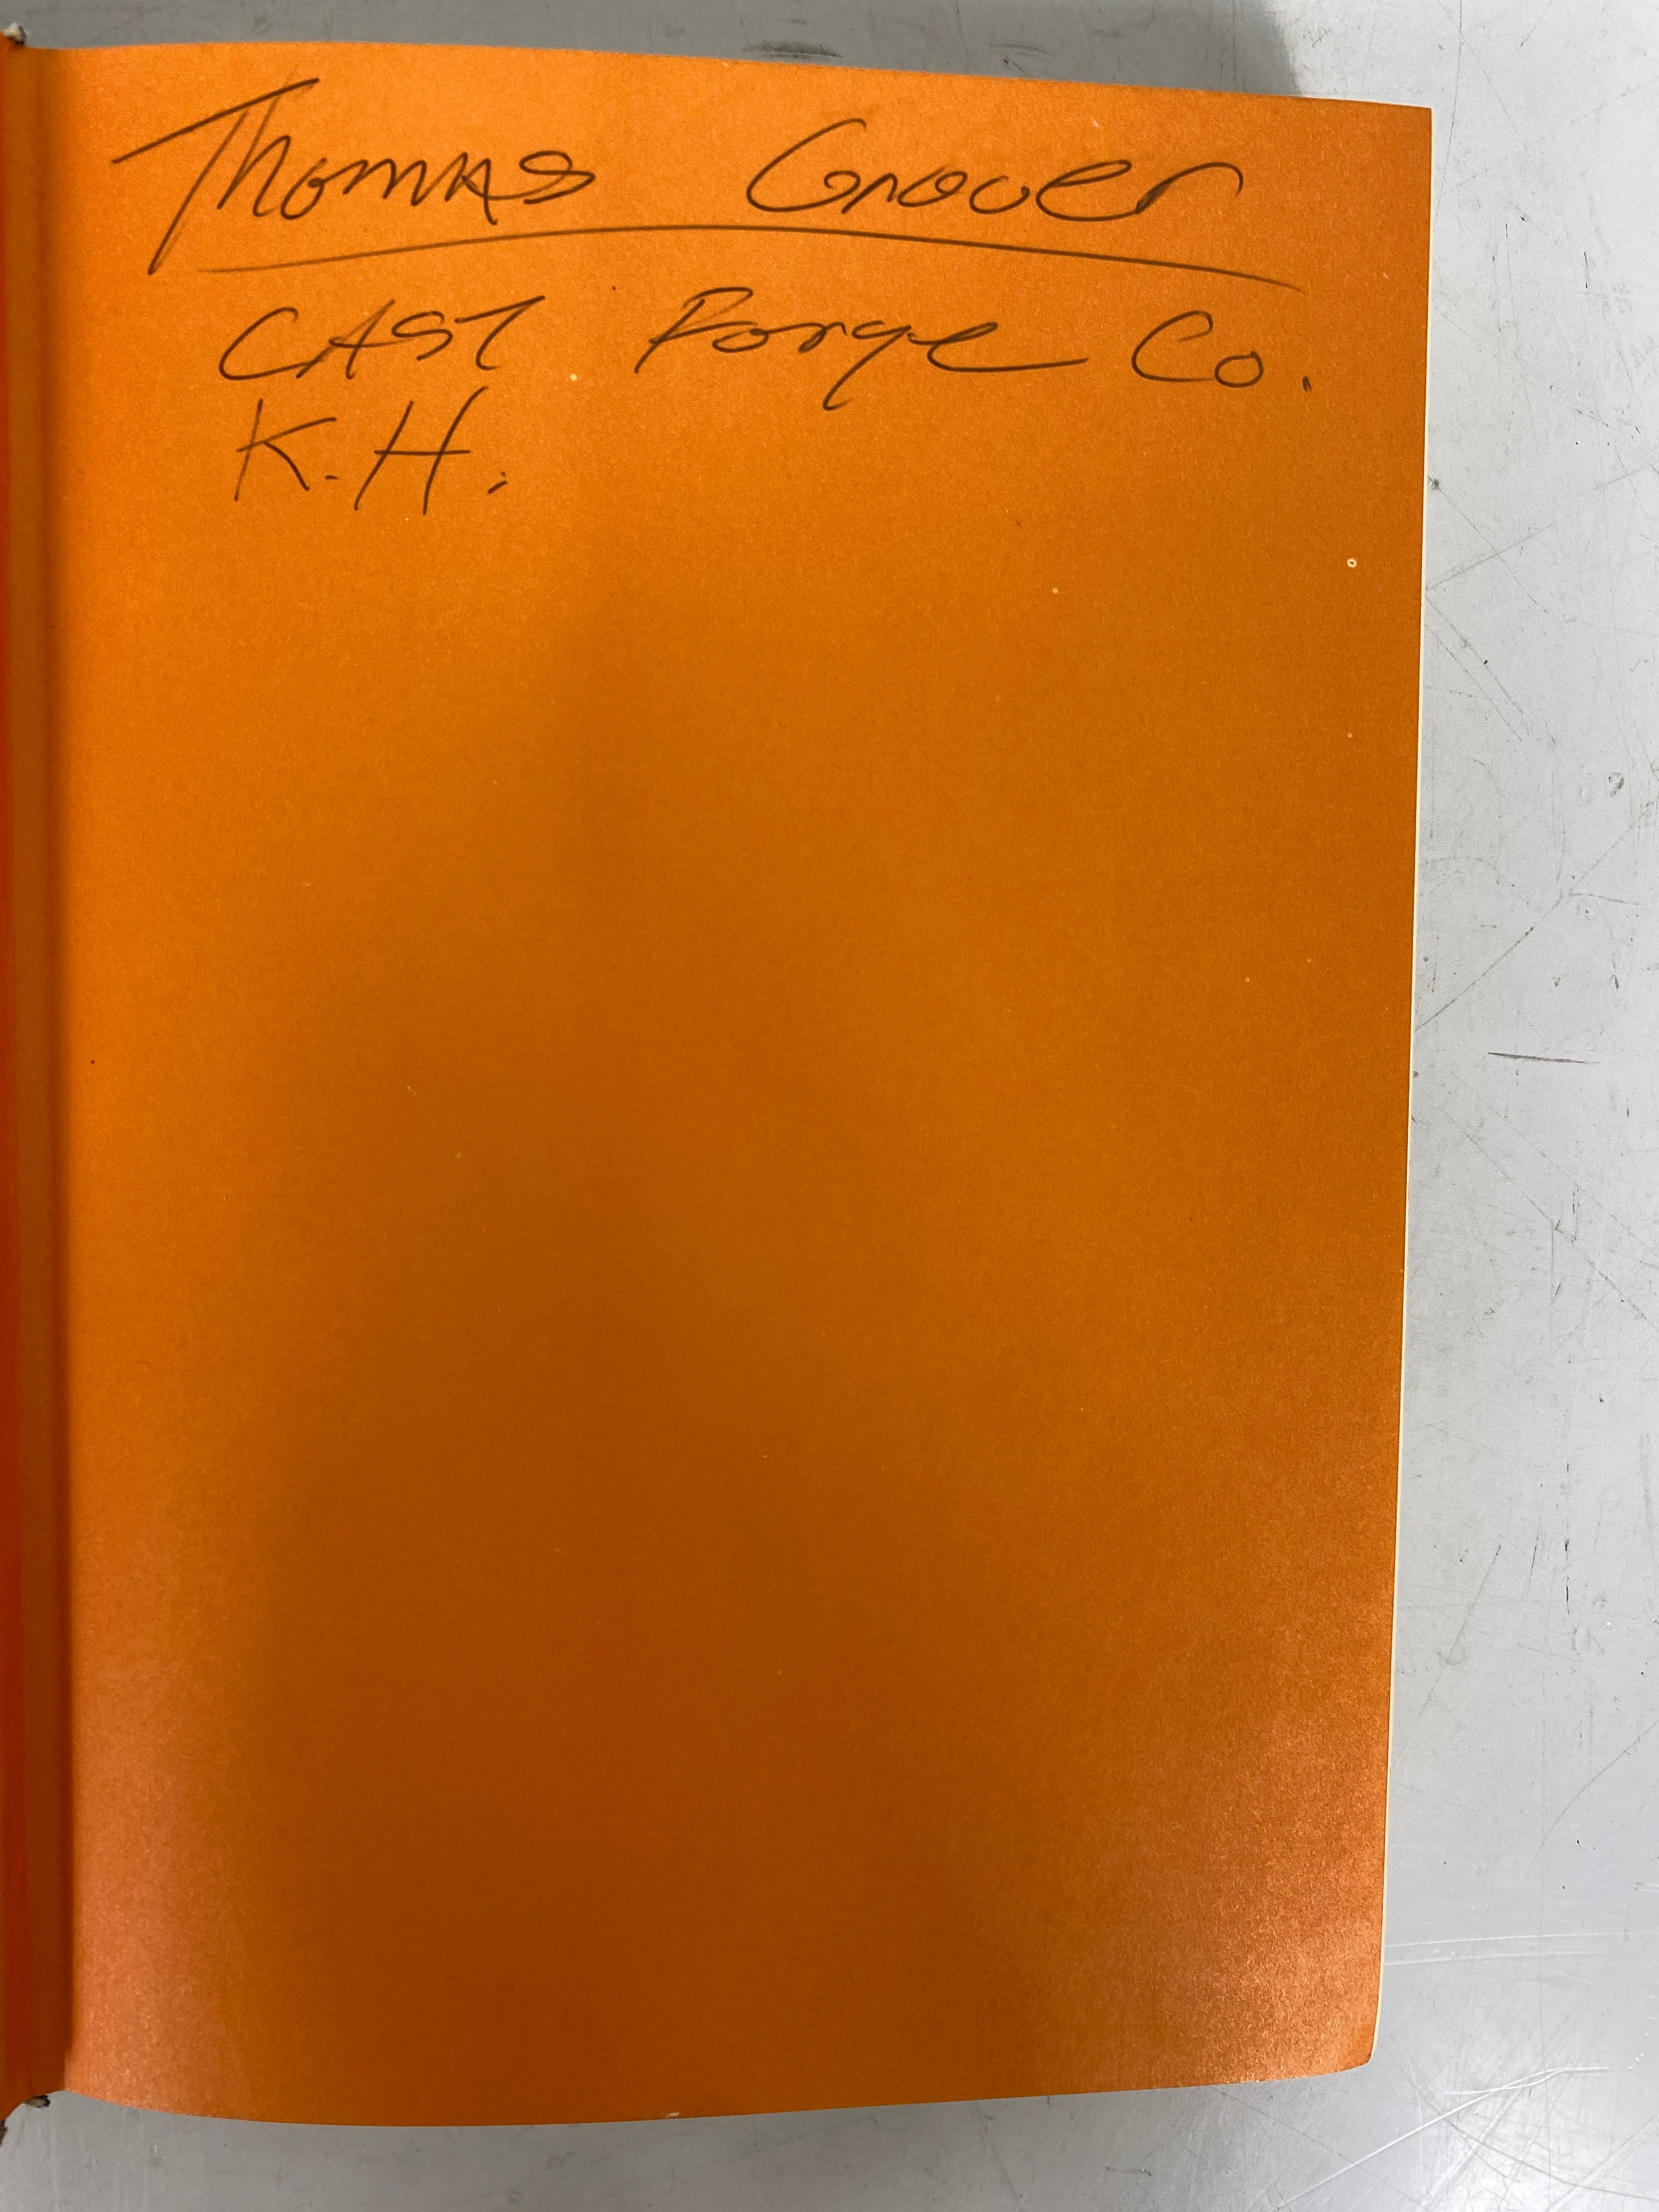 Thomas Grover
CAST Forge Co.
K.H.